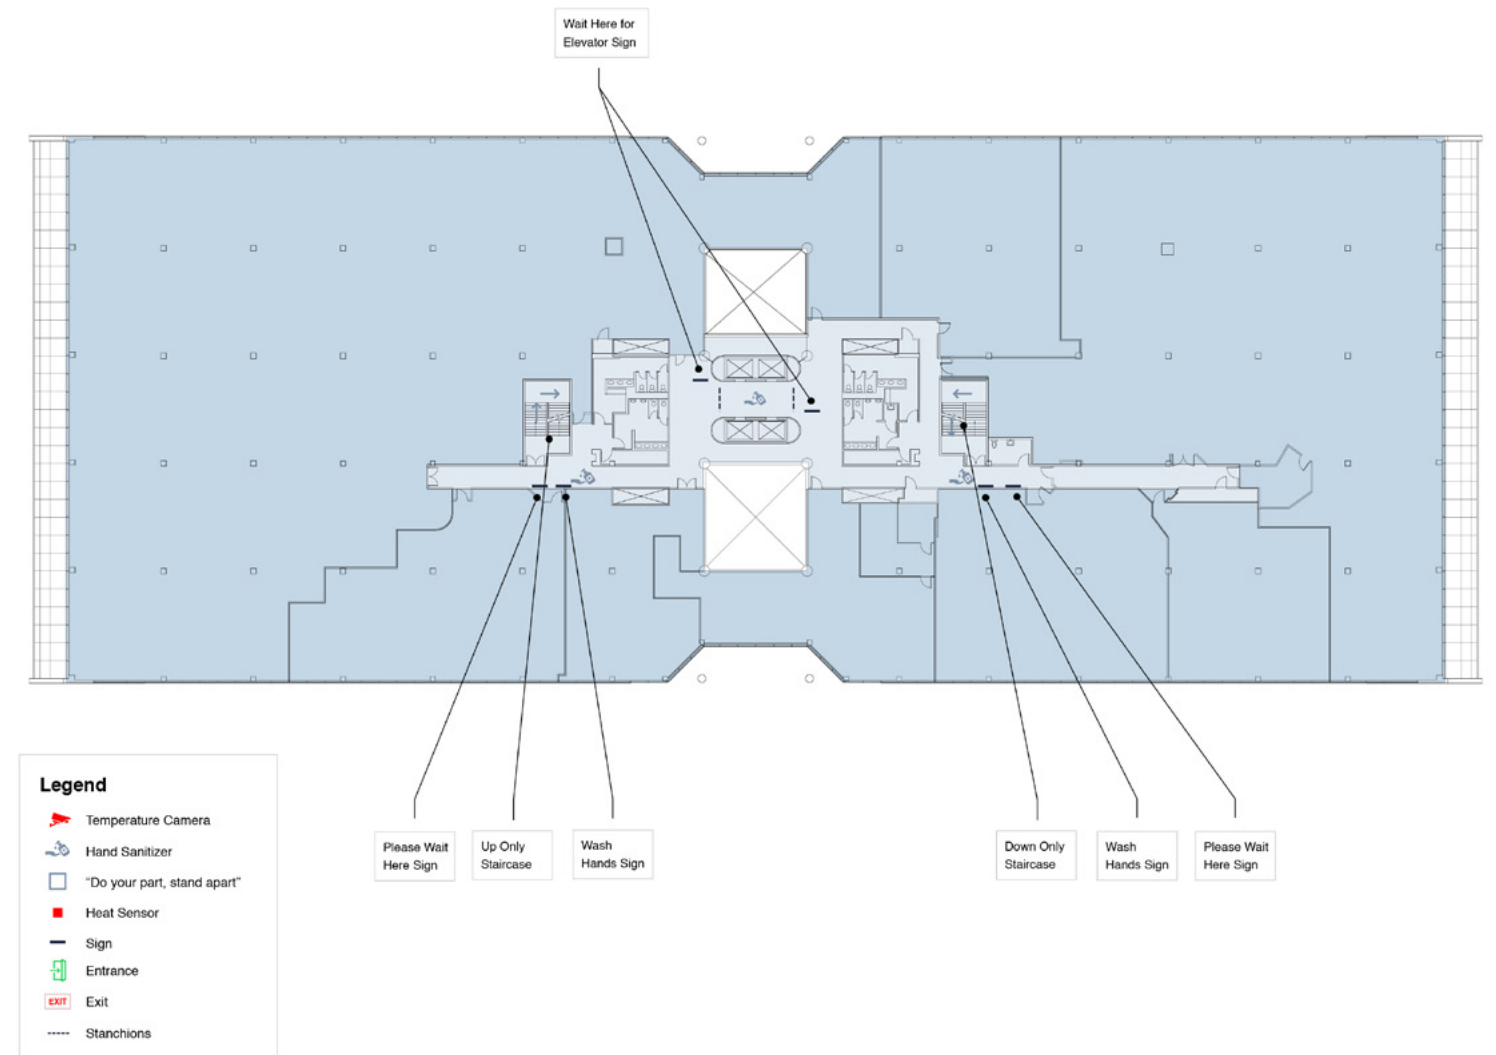 Wait Here for
Elevator Sign
Legend
Temperature Camera
Hand Sanitizer
"Do your part, stand apart"
Heat Sensor
Sign
Entrance
EXIT Exit
Stanchions
Please Wait
Here Sign
Up Only
Staircase
Wash
Hands Sign
Down Only
Staircase
Wash
Hands Sign
Please Wait
Here Sign